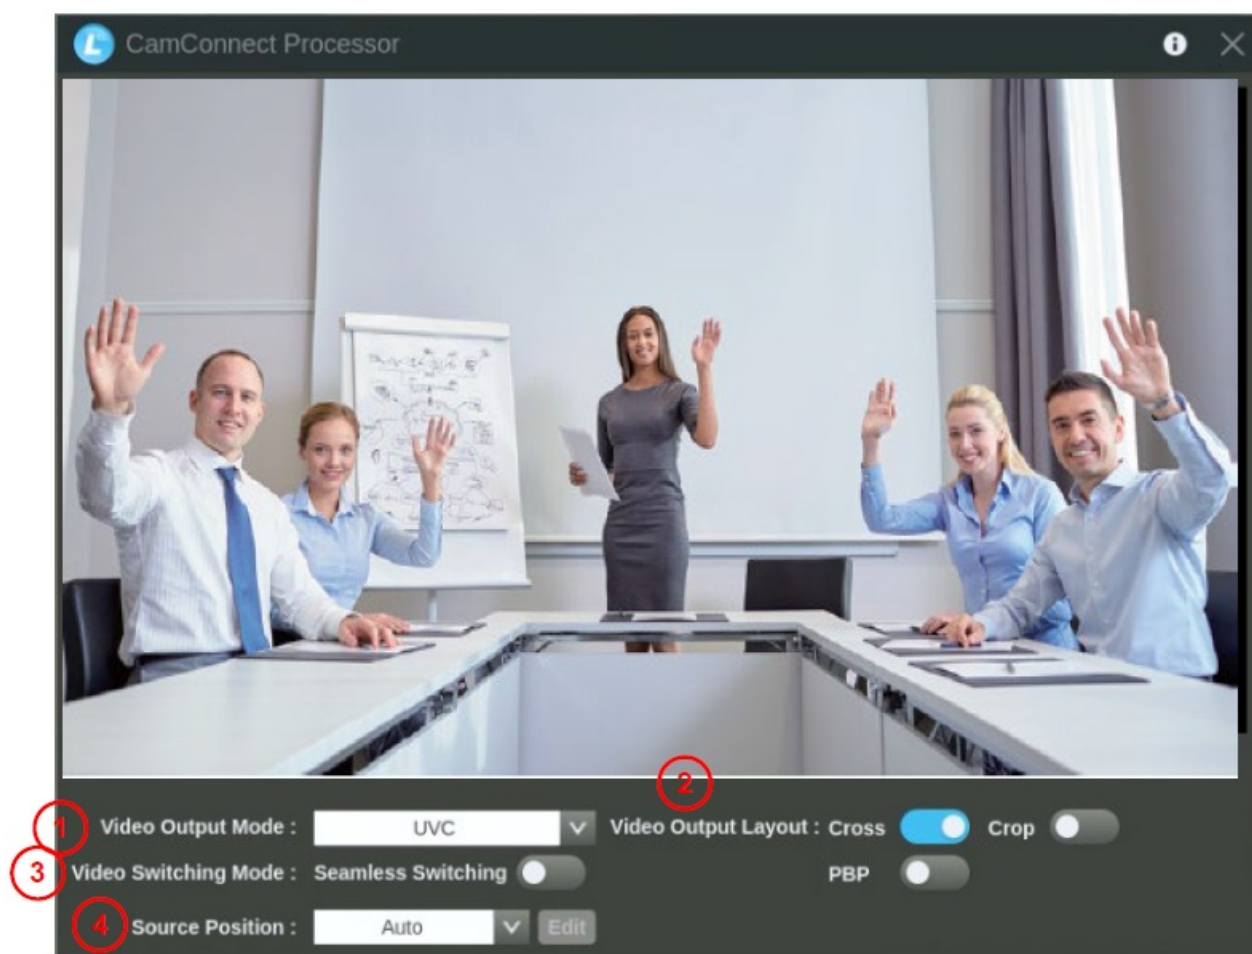 L CamConnect Processor i
2
1 Video Output Mode : UVC Video Output Layout : Cross Crop
3 Video Switching Mode : Seamless Switching PBP
4 Source Position : Auto Edit